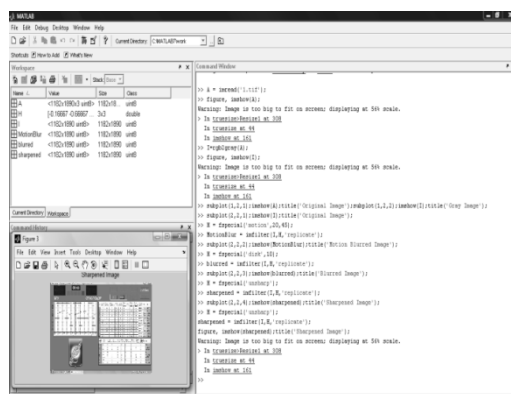 MATLAB
File Edit Debug Desktop Window Help
Current Directory: C:\MATLAB7\work
Shortcuts How to Add What's New
Workspace
Stack: Base
Name Value Size Class
A <1182x1890x3 uint8> 1182x18... uint8
H [-0.16667 -0.66667 ... 3x3 double
I <1182x1890 uint8> 1182x1890 uint8
MotionBlur <1182x1890 uint8> 1182x1890 uint8
blurred <1182x1890 uint8> 1182x1890 uint8
sharpened <1182x1890 uint8> 1182x1890 uint8
Current Directory Workspace
Command History
Figure 1
File Edit View Insert Tools Desktop Window Help
Sharpened Image
Command Window
>> A = imread('1.tif');
>> figure, imshow(A);
Warning: Image is too big to fit on screen; displaying at 56% scale.
> In truesize>Resize1 at 308
In truesize at 44
In imshow at 161
>> I=rgb2gray(A);
>> figure, imshow(I);
Warning: Image is too big to fit on screen; displaying at 56% scale.
> In truesize>Resize1 at 308
In truesize at 44
In imshow at 161
>> subplot(1,2,1);imshow(A);title('Original Image');subplot(1,2,2);imshow(I);title('Gray Image');
>> subplot(2,2,1);imshow(I);title('Original Image');
>> H = fspecial('motion',20,45);
>> MotionBlur = imfilter(I,H,'replicate');
>> subplot(2,2,2);imshow(MotionBlur);title('Motion Blurred Image');
>> H = fspecial('disk',10);
>> blurred = imfilter(I,H,'replicate');
>> subplot(2,2,3);imshow(blurred);title('Blurred Image');
>> H = fspecial('unsharp');
>> sharpened = imfilter(I,H,'replicate');
>> subplot(2,2,4);imshow(sharpened);title('Sharpened Image');
>> H = fspecial('unsharp');
sharpened = imfilter(I,H,'replicate');
figure, imshow(sharpened);title('Sharpened Image');
Warning: Image is too big to fit on screen; displaying at 56% scale.
> In truesize>Resize1 at 308
In truesize at 44
In imshow at 161
>>